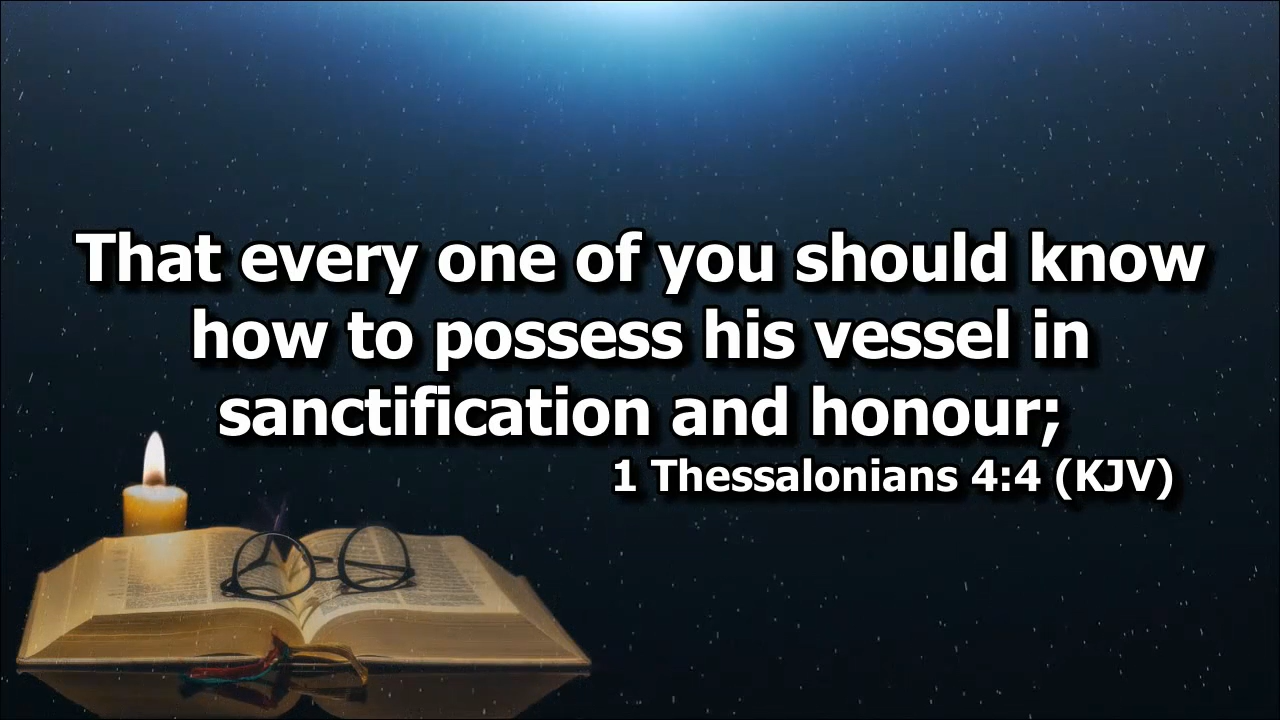 That every one of you should know
how to possess his vessel in
sanctification and honour;
1 Thessalonians 4:4 (KJV)